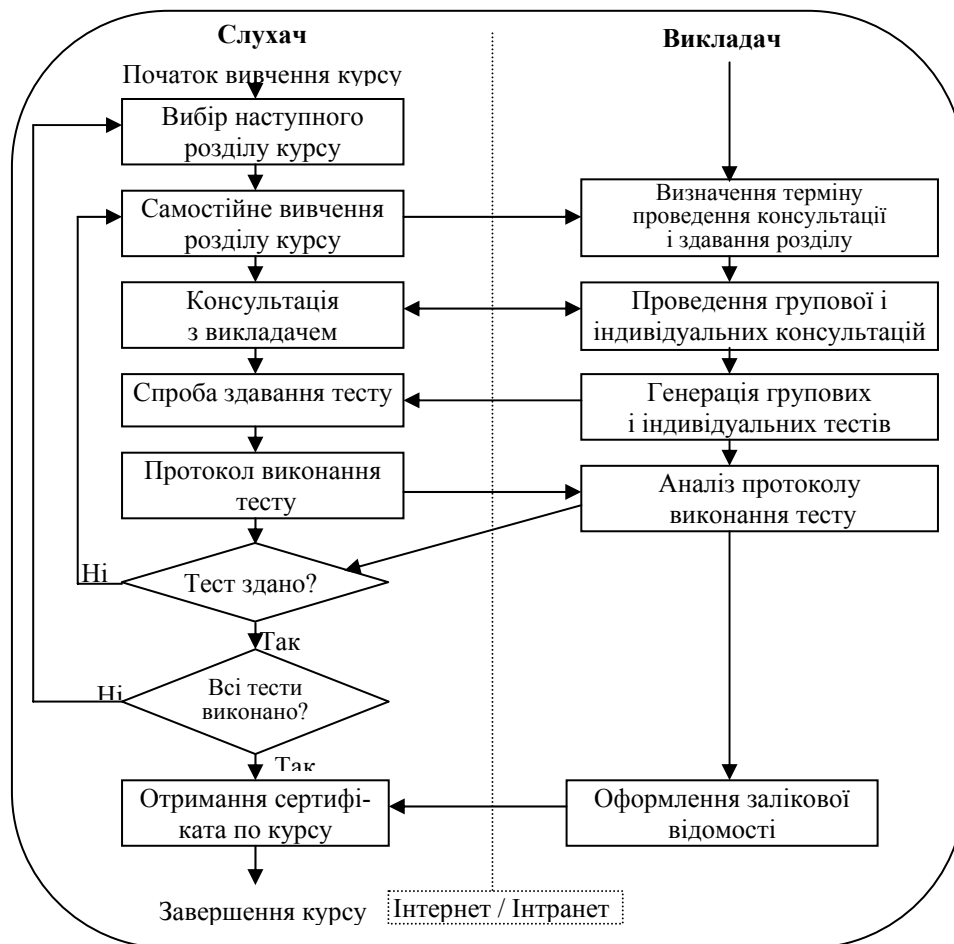 Слухач
Викладач
Початок вивчення курсу
Вибір наступного
розділу курсу
Самостійне вивчення
розділу курсу
Визначення терміну
проведення консультації
і здавання розділу
Консультація
з викладачем
Проведення групової і
індивідуальних консультацій
Спроба здавання тесту
Генерація групових
і індивідуальних тестів
Протокол виконання
тесту
Аналіз протоколу
виконання тесту
Ні
Тест здано?
Так
Ні
Всі тести
виконано?
Так
Отримання сертифі-
ката по курсу
Оформлення залікової
відомості
Завершення курсу
Інтернет / Інтранет